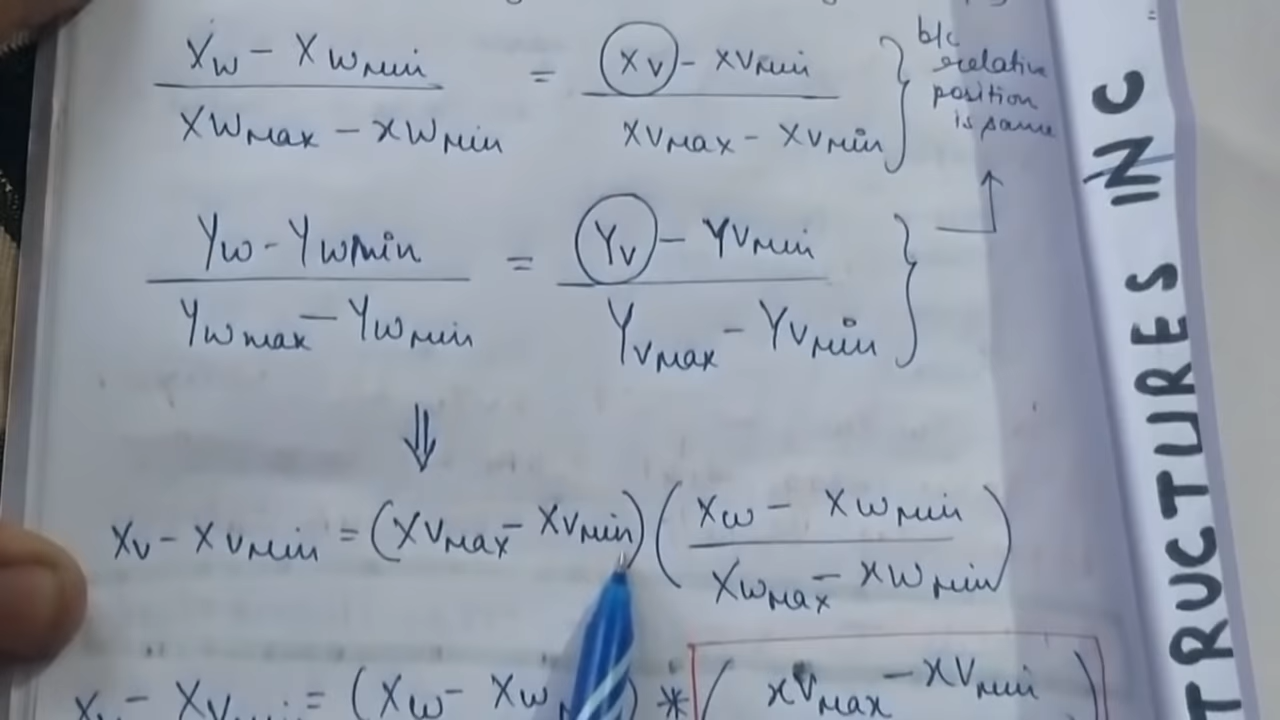 Xw - Xwmin / Xwmax - Xwmin = Xv - Xvmin / Xvmax - Xvmin } b/c relative position is same
Yw - Ywmin / Ywmax - Ywmin = Yv - Yvmin / Yvmax - Yvmin }
⇓
Xv - Xvmin = (Xvmax - Xvmin) (Xw - Xwmin / Xwmax - Xwmin)
Xv - Xvmin = (Xw - Xw ) * ( Xvmax - Xvmin )
STRUCTURES INC